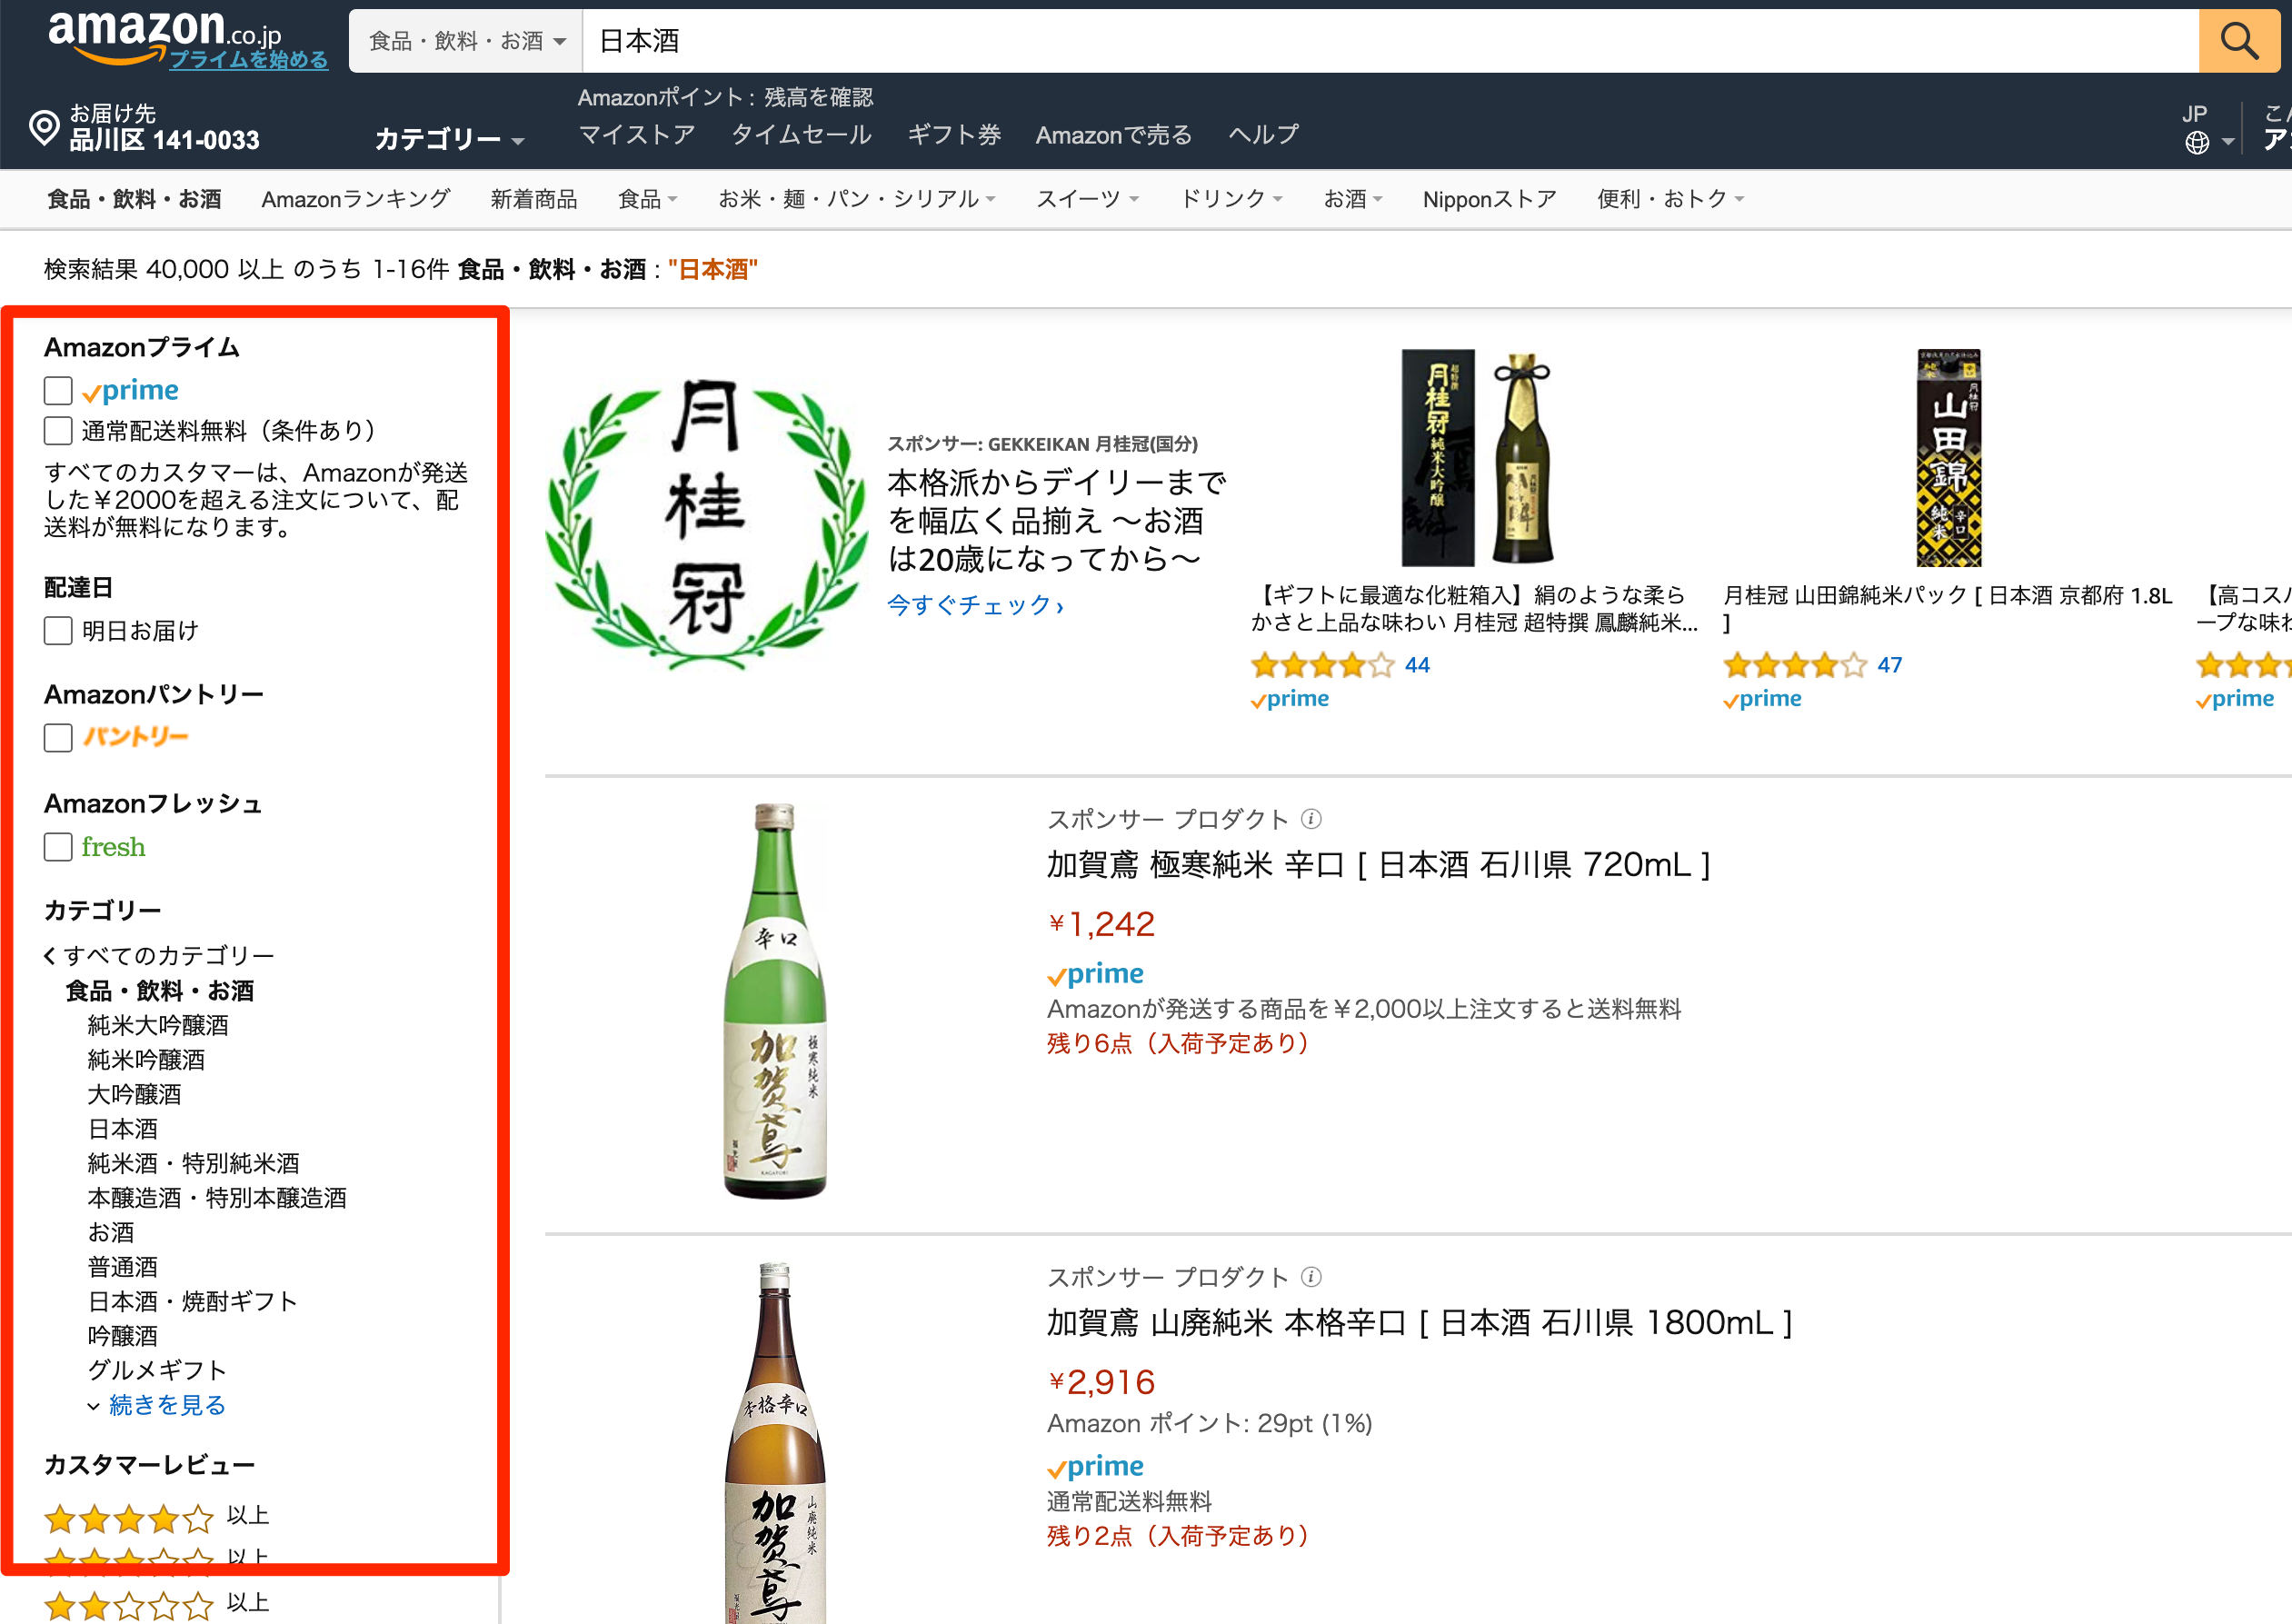 amazon.co.jp
プライムを始める
食品・飲料・お酒
日本酒
お届け先
品川区 141-0033
カテゴリー
Amazonポイント: 残高を確認
マイストア タイムセール ギフト券 Amazonで売る ヘルプ
JP
食品・飲料・お酒 Amazonランキング 新着商品 食品 お米・麺・パン・シリアル スイーツ ドリンク お酒 Nipponストア 便利・おトク
検索結果 40,000 以上 のうち 1-16件 食品・飲料・お酒 : "日本酒"
Amazonプライム
prime
通常配送料無料（条件あり）
すべてのカスタマーは、Amazonが発送
した￥2000を超える注文について、配
送料が無料になります。
配達日
明日お届け
Amazonパントリー
パントリー
Amazonフレッシュ
fresh
カテゴリー
すべてのカテゴリー
食品・飲料・お酒
純米大吟醸酒
純米吟醸酒
大吟醸酒
日本酒
純米酒・特別純米酒
本醸造酒・特別本醸造酒
お酒
普通酒
日本酒・焼酎ギフト
吟醸酒
グルメギフト
続きを見る
カスタマーレビュー
以上
以上
以上
月桂冠
スポンサー: GEKKEIKAN 月桂冠(国分)
本格派からデイリーまで
を幅広く品揃え ～お酒
は20歳になってから～
今すぐチェック ›
超特撰
月桂冠
純米大吟醸
【ギフトに最適な化粧箱入】絹のような柔ら
かさと上品な味わい 月桂冠 超特撰 鳳麟純米...
44
prime
月桂冠
山田錦
純米
辛口
月桂冠 山田錦純米パック [ 日本酒 京都府 1.8L
]
47
prime
【高コスパ
ープな味わ
prime
辛口
極寒純米
加賀鳶
KAGATOBI
スポンサー プロダクト
加賀鳶 極寒純米 辛口 [ 日本酒 石川県 720mL ]
￥1,242
prime
Amazonが発送する商品を￥2,000以上注文すると送料無料
残り6点（入荷予定あり）
本格辛口
山廃純米
加賀鳶
スポンサー プロダクト
加賀鳶 山廃純米 本格辛口 [ 日本酒 石川県 1800mL ]
￥2,916
Amazon ポイント: 29pt (1%)
prime
通常配送料無料
残り2点（入荷予定あり）